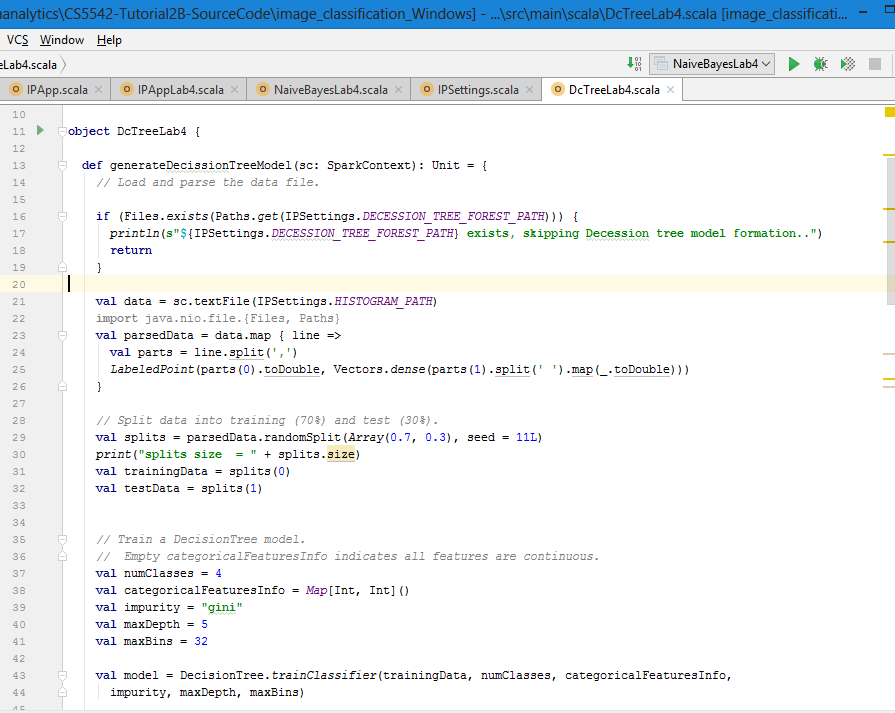 analytics\CS5542-Tutorial2B-SourceCode\image_classification_Windows] - ...\src\main\scala\DcTreeLab4.scala [image_classificati...
VCS Window Help
eLab4.scala NaiveBayesLab4
IPApp.scala IPAppLab4.scala NaiveBayesLab4.scala IPSettings.scala DcTreeLab4.scala
10
11 object DcTreeLab4 {
12
13 def generateDecissionTreeModel(sc: SparkContext): Unit = {
14 // Load and parse the data file.
15
16 if (Files.exists(Paths.get(IPSettings.DECESSION_TREE_FOREST_PATH))) {
17 println(s"${IPSettings.DECESSION_TREE_FOREST_PATH} exists, skipping Decession tree model formation..")
18 return
19 }
20
21 val data = sc.textFile(IPSettings.HISTOGRAM_PATH)
22 import java.nio.file.{Files, Paths}
23 val parsedData = data.map { line =>
24 val parts = line.split(',')
25 LabeledPoint(parts(0).toDouble, Vectors.dense(parts(1).split(' ').map(_.toDouble)))
26 }
27
28 // Split data into training (70%) and test (30%).
29 val splits = parsedData.randomSplit(Array(0.7, 0.3), seed = 11L)
30 print("splits size  = " + splits.size)
31 val trainingData = splits(0)
32 val testData = splits(1)
33
34
35 // Train a DecisionTree model.
36 //  Empty categoricalFeaturesInfo indicates all features are continuous.
37 val numClasses = 4
38 val categoricalFeaturesInfo = Map[Int, Int]()
39 val impurity = "gini"
40 val maxDepth = 5
41 val maxBins = 32
42
43 val model = DecisionTree.trainClassifier(trainingData, numClasses, categoricalFeaturesInfo,
44 impurity, maxDepth, maxBins)
45